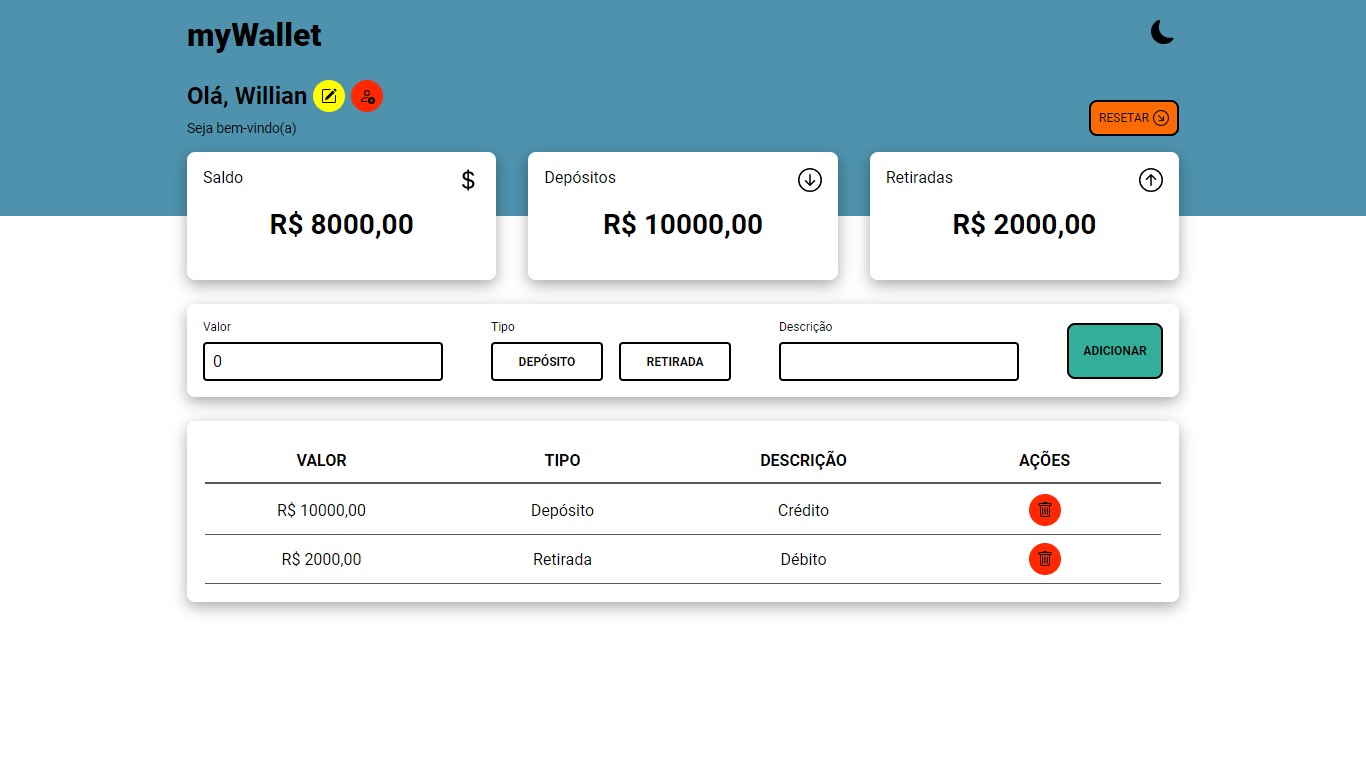 myWallet
Olá, Willian
Seja bem-vindo(a)
RESETAR
Saldo $
R$ 8000,00
Depósitos
R$ 10000,00
Retiradas
R$ 2000,00
Valor Tipo Descrição
0 DEPÓSITO RETIRADA ADICIONAR
VALOR TIPO DESCRIÇÃO AÇÕES
R$ 10000,00 Depósito Crédito
R$ 2000,00 Retirada Débito